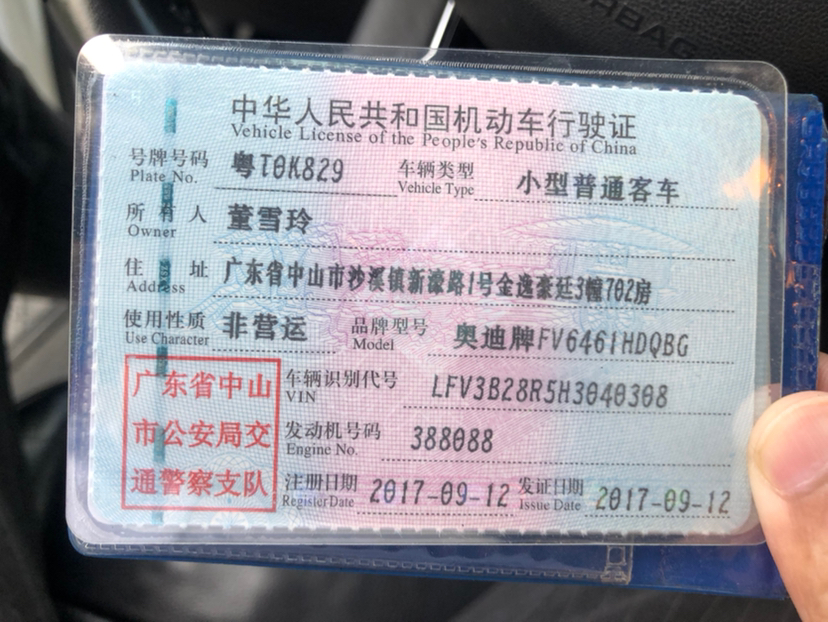 RBAG
中华人民共和国机动车行驶证
Vehicle License of the People's Republic of China
号牌号码 粤T0K829 车辆类型 小型普通客车
Plate No. Vehicle Type
所有人 董雪玲
Owner
住址 广东省中山市沙溪镇新濠路1号金逸豪廷3幢702房
Address
使用性质 非营运 品牌型号 奥迪牌FV6461HDQBG
Use Character Model
广东省中山
市公安局交
通警察支队
车辆识别代号 LFV3B28R5H3040308
VIN
发动机号码 388088
Engine No.
注册日期 2017-09-12 发证日期 2017-09-12
Register Date Issue Date